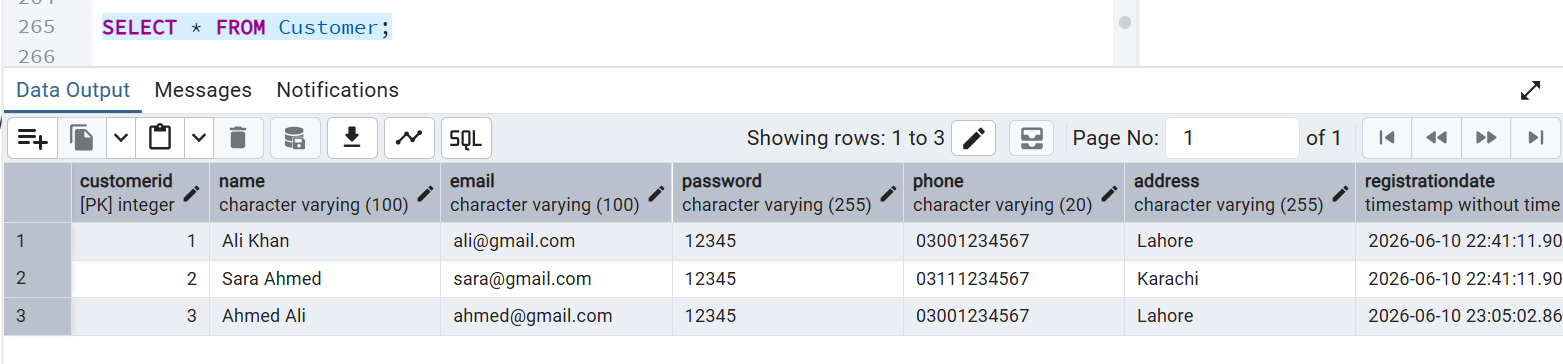 264
265 SELECT * FROM Customer;
266
Data Output Messages Notifications
SQL Showing rows: 1 to 3 Page No: 1 of 1
customerid name email password phone address registrationdate
[PK] integer character varying (100) character varying (100) character varying (255) character varying (20) character varying (255) timestamp without time
1 1 Ali Khan ali@gmail.com 12345 03001234567 Lahore 2026-06-10 22:41:11.90
2 2 Sara Ahmed sara@gmail.com 12345 03111234567 Karachi 2026-06-10 22:41:11.90
3 3 Ahmed Ali ahmed@gmail.com 12345 03001234567 Lahore 2026-06-10 23:05:02.86